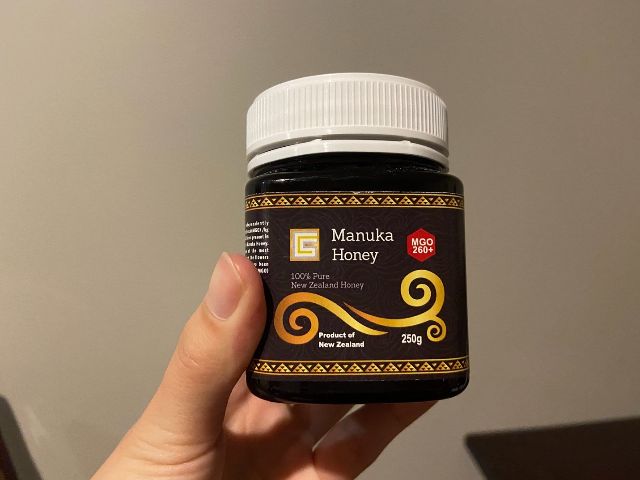 Manuka
Honey
MGO
260+
100% Pure
New Zealand Honey
Product of
New Zealand
250g